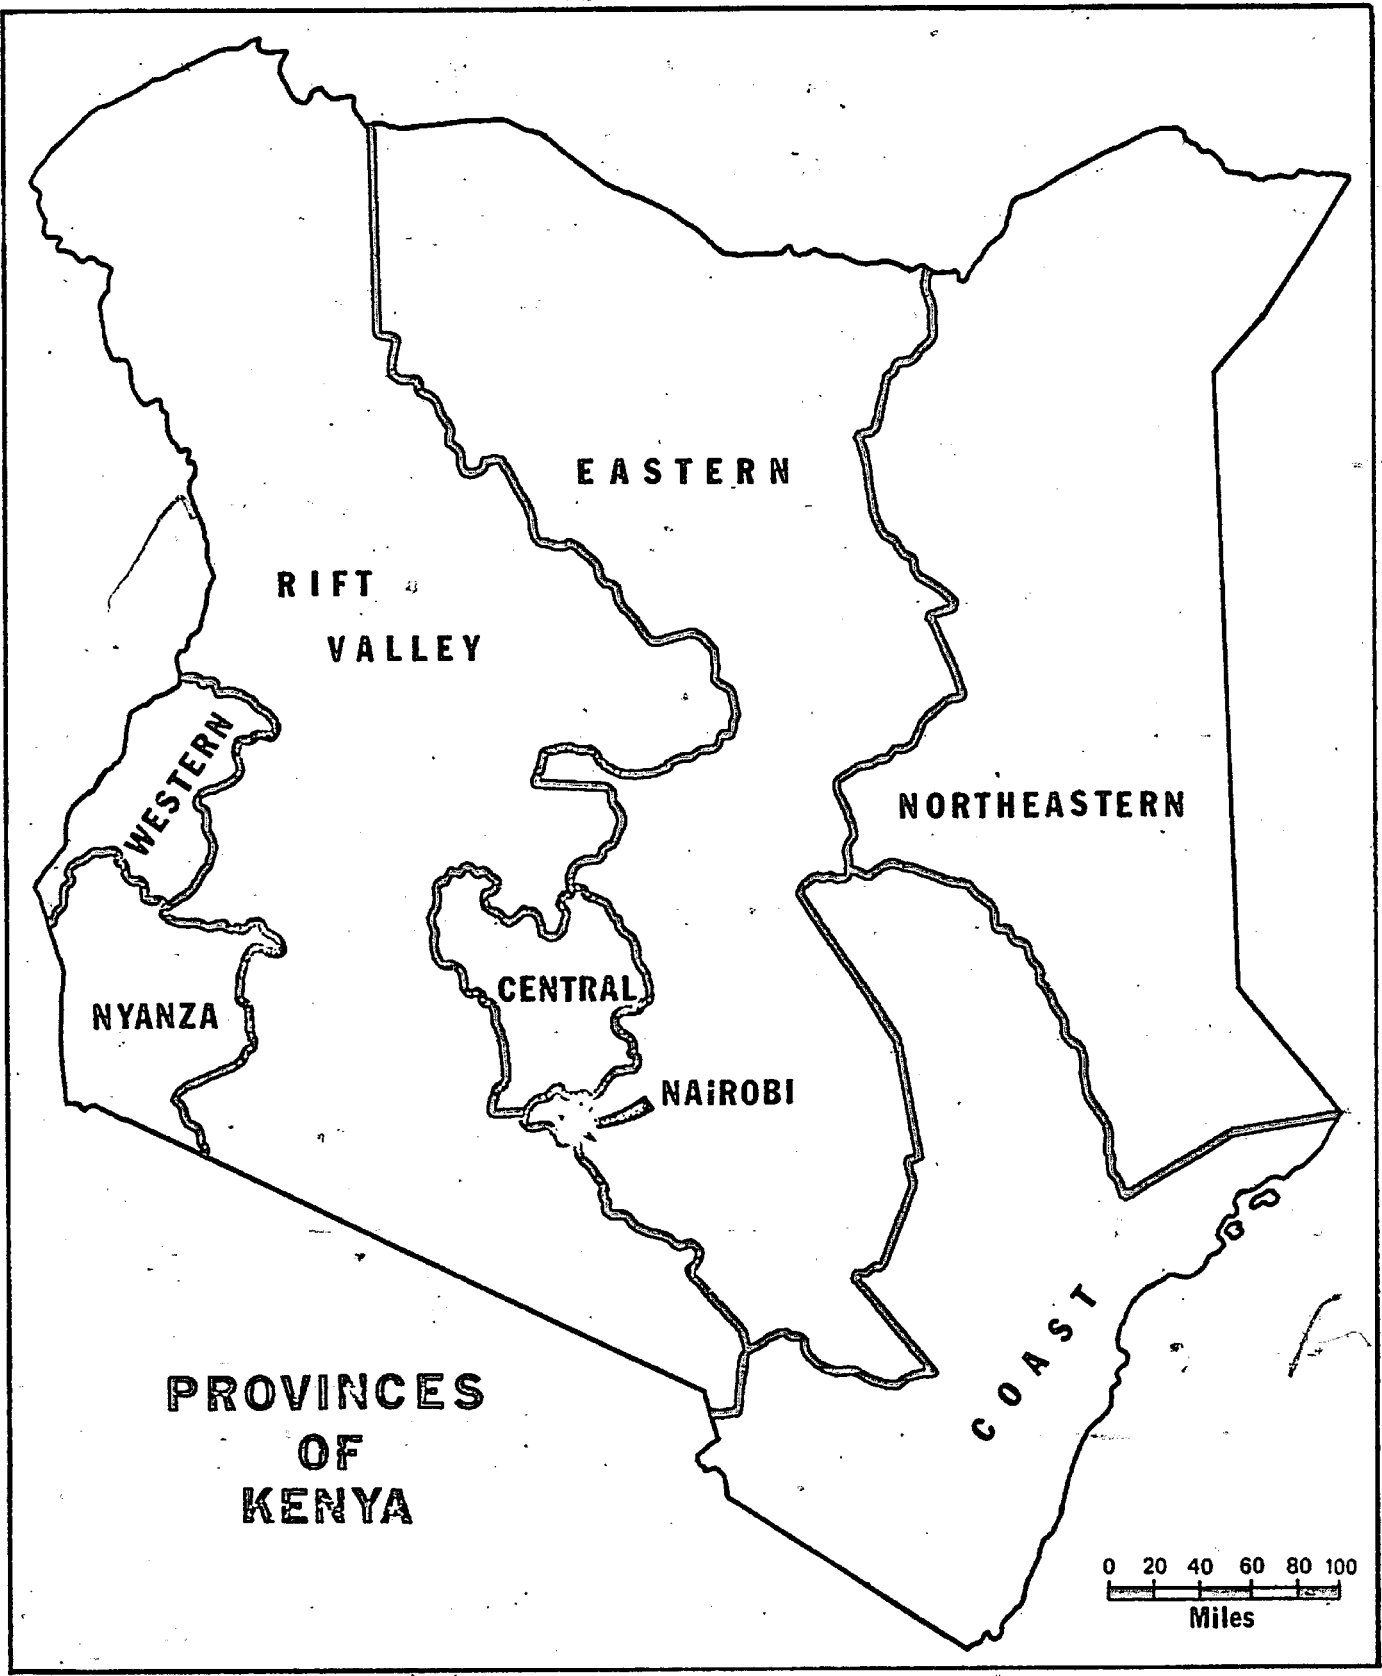 EASTERN
RIFT
VALLEY
WESTERN
NORTHEASTERN
CENTRAL
NYANZA
NAiROBI
COAST
PROVINCES
OF
KENYA
0 20 40 60 80 100
Miles